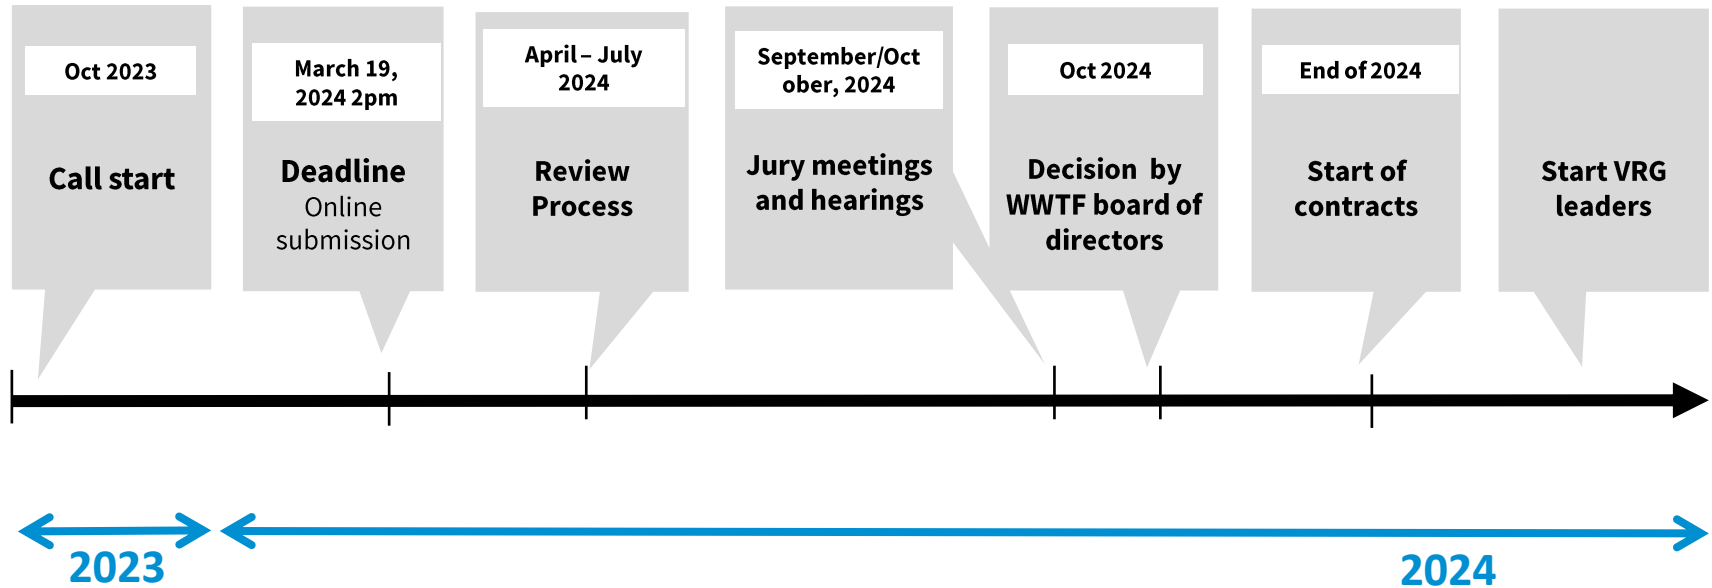 Oct 2023
Call start
March 19,
2024 2pm
Deadline
Online
submission
April – July
2024
Review
Process
September/Oct
ober, 2024
Jury meetings
and hearings
Oct 2024
Decision by
WWTF board of
directors
End of 2024
Start of
contracts
Start VRG
leaders
2023
2024